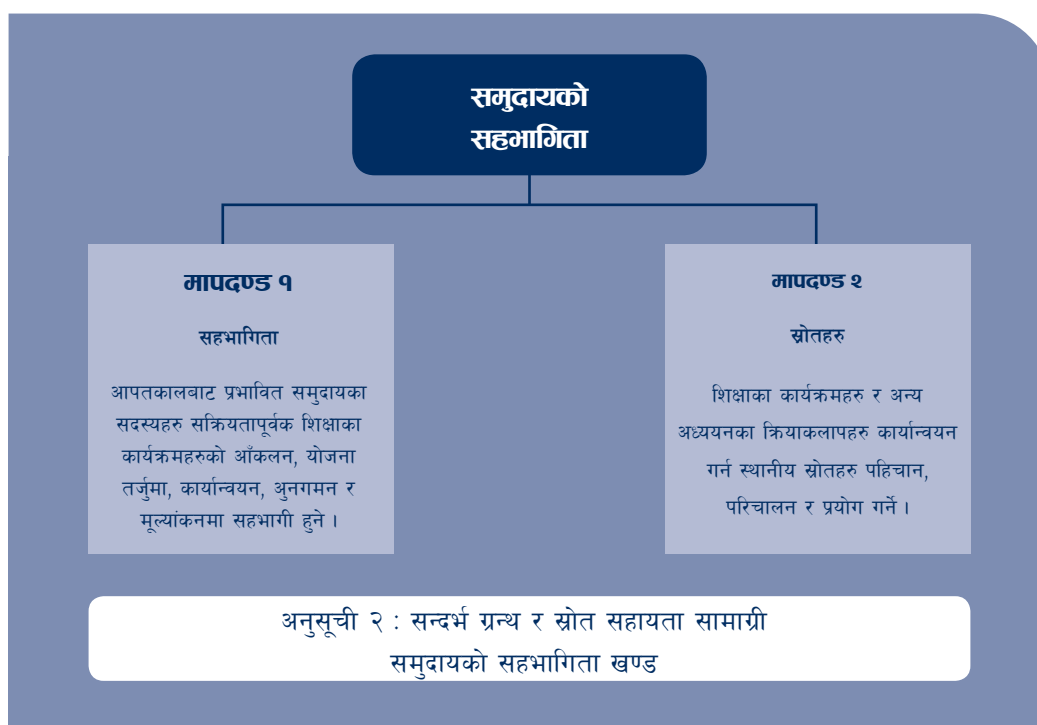 समुदायको
सहभागिता
मापदण्ड १
सहभागिता
आपतकालबाट प्रभावित समुदायका
सदस्यहरु सक्रियतापूर्वक शिक्षाका
कार्यक्रमहरुको आँकलन, योजना
तर्जुमा, कार्यान्वयन, अुनगमन र
मूल्यांकनमा सहभागी हुने ।
मापदण्ड २
स्रोतहरु
शिक्षाका कार्यक्रमहरु र अन्य
अध्ययनका क्रियाकलापहरु कार्यान्वयन
गर्न स्थानीय स्रोतहरु पहिचान,
परिचालन र प्रयोग गर्ने ।
अनुसूची २ : सन्दर्भ ग्रन्थ र स्रोत सहायता सामाग्री
समुदायको सहभागिता खण्ड